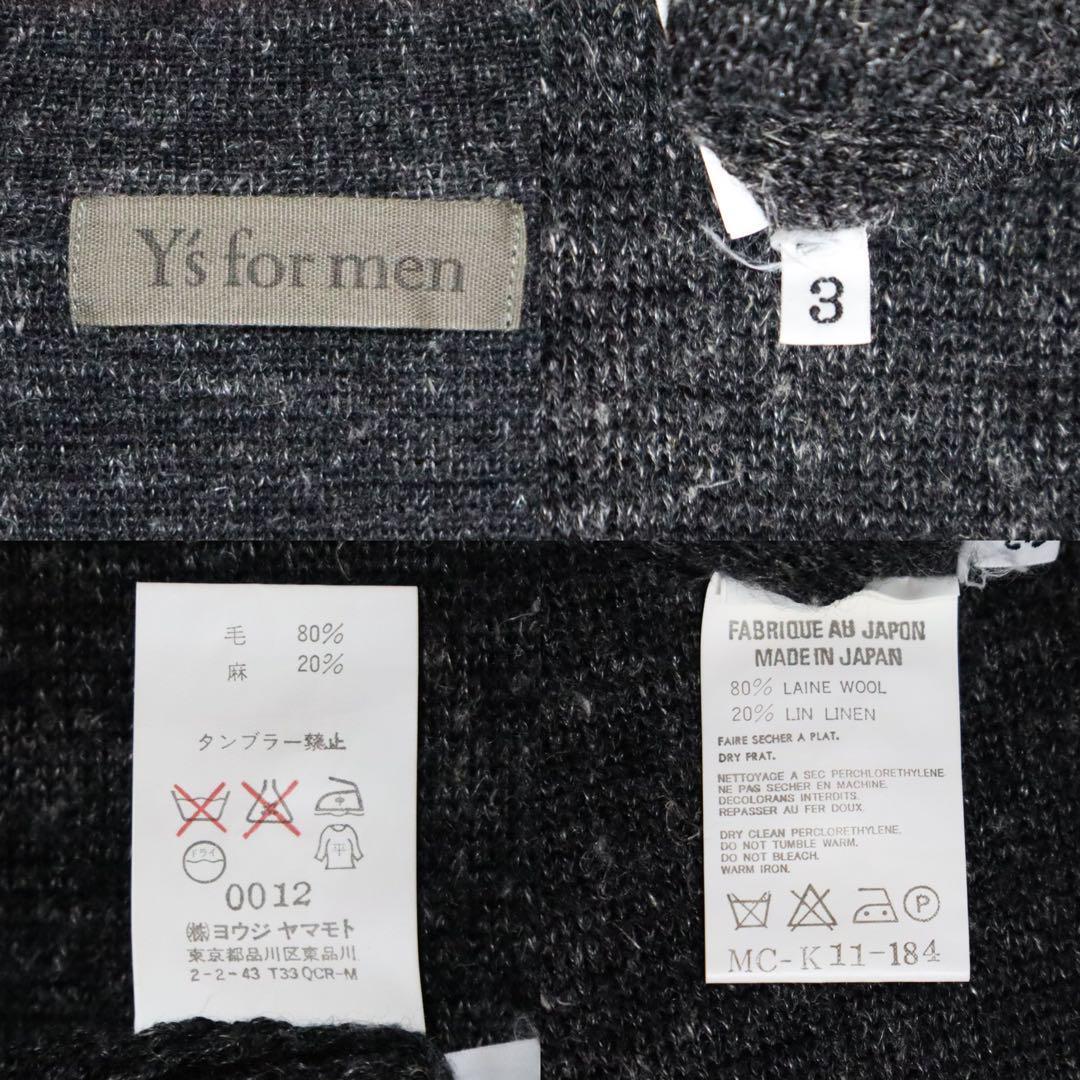 Y's for men
3
毛 80%
麻 20%
タンブラー禁止
中
ドライ
平
0012
㈱ヨウジ ヤマモト
東京都品川区東品川
2-2-43 T33 QCR-M
FABRIQUE AU JAPON
MADE IN JAPAN
80% LAINE WOOL
20% LIN LINEN
FAIRE SECHER A PLAT.
DRY FRAT.
NETTOYAGE A SEC PERCHLORETHYLENE
NE PAS SECHER EN MACHINE.
DECOLORANS INTERDITS.
REPASSER AU FER DOUX.
DRY CLEAN PERCLORETHYLENE.
DO NOT TUMBLE WARM.
DO NOT BLEACH.
WARM IRON.
P
MC-K11-184